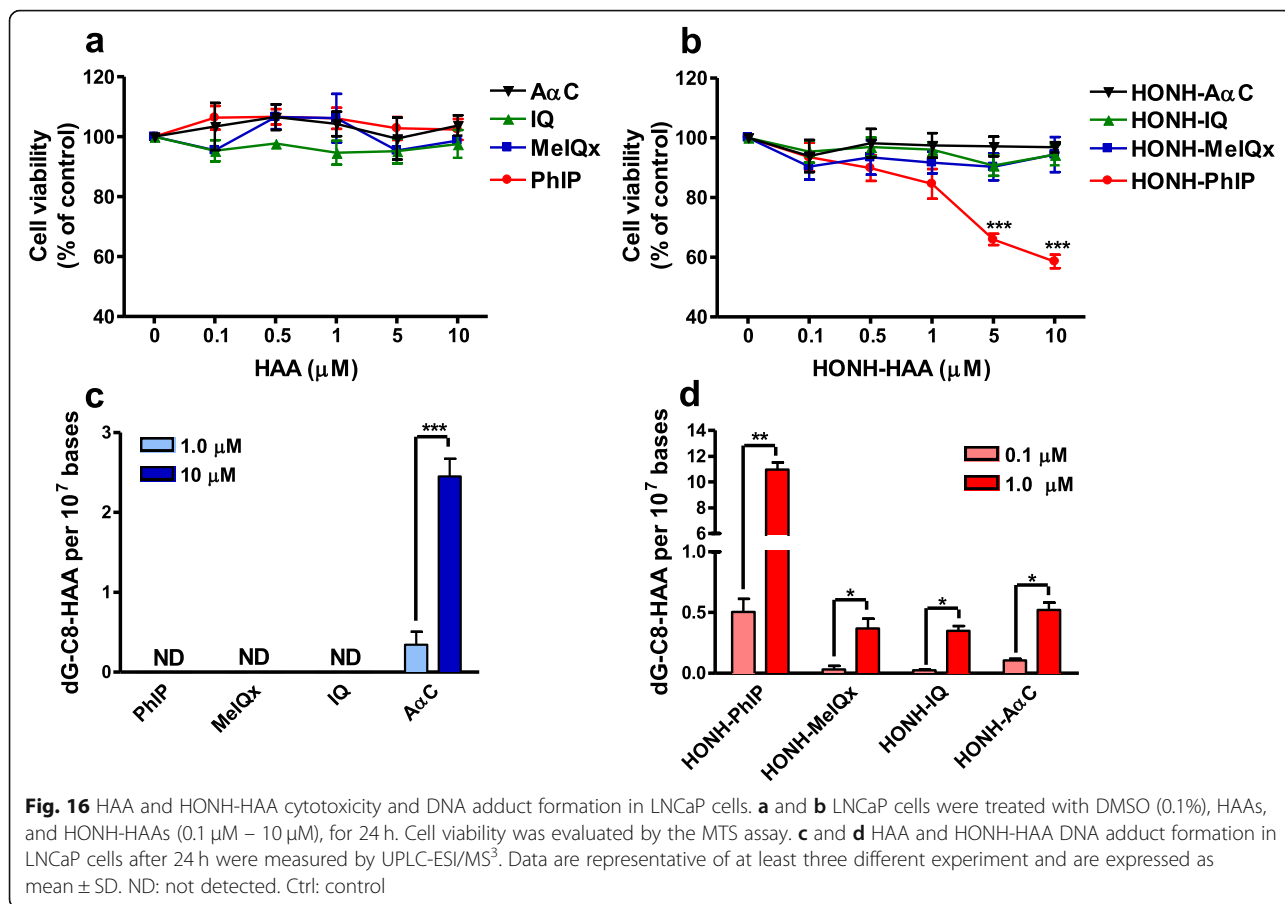 a
120
100
80
60
40
Cell viability
(% of control)
0 0.1 0.5 1 5 10
HAA (μM)
AαC
IQ
MeIQx
PhIP
b
120
100
80
60
40
Cell viability
(% of control)
0 0.1 0.5 1 5 10
HONH-HAA (μM)
*** ***
HONH-AαC
HONH-IQ
HONH-MeIQx
HONH-PhIP
c
3
2
1
0
dG-C8-HAA per 10⁷ bases
1.0 μM
10 μM
***
ND ND ND
PhIP MeIQx IQ AαC
d
14
12
10
8
6
4
1.0
0.5
0.0
dG-C8-HAA per 10⁷ bases
0.1 μM
1.0 μM
** * * *
HONH-PhIP HONH-MeIQx HONH-IQ HONH-AαC
Fig. 16 HAA and HONH-HAA cytotoxicity and DNA adduct formation in LNCaP cells. a and b LNCaP cells were treated with DMSO (0.1%), HAAs,
and HONH-HAAs (0.1 μM – 10 μM), for 24 h. Cell viability was evaluated by the MTS assay. c and d HAA and HONH-HAA DNA adduct formation in
LNCaP cells after 24 h were measured by UPLC-ESI/MS³. Data are representative of at least three different experiment and are expressed as
mean ± SD. ND: not detected. Ctrl: control